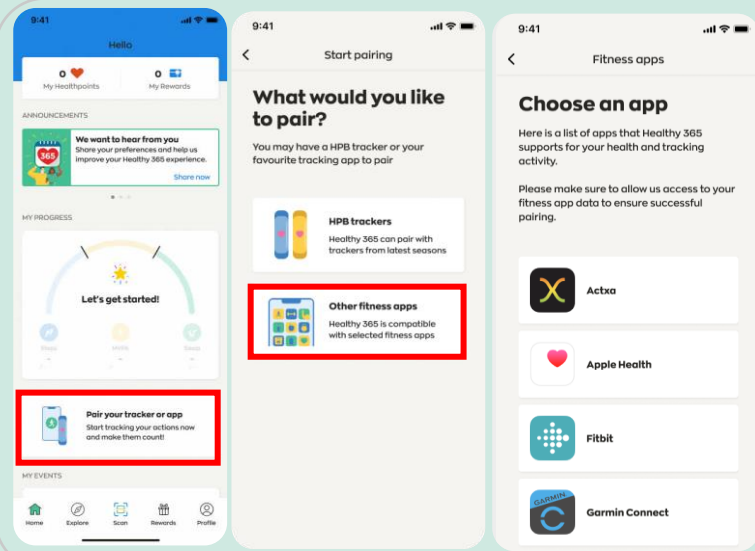 9:41
Hello
0
0
My Healthpoints
My Rewards
ANNOUNCEMENTS
365
We want to hear from you
Share your preferences and help us
improve your Healthy 365 experience.
Share now
MY PROGRESS
Let's get started!
Steps
MVPA
Sleep
Pair your tracker or app
Start tracking your actions now
and make them count!
MY EVENTS
Home
Explore
Scan
Rewards
Profile
9:41
Start pairing
What would you like
to pair?
You may have a HPB tracker or your
favourite tracking app to pair
HPB trackers
Healthy 365 can pair with
trackers from latest seasons
Other fitness apps
Healthy 365 is compatible
with selected fitness apps
9:41
Fitness apps
Choose an app
Here is a list of apps that Healthy 365
supports for your health and tracking
activity.
Please make sure to allow us access to your
fitness app data to ensure successful
pairing.
Actxa
Apple Health
Fitbit
GARMIN
Garmin Connect